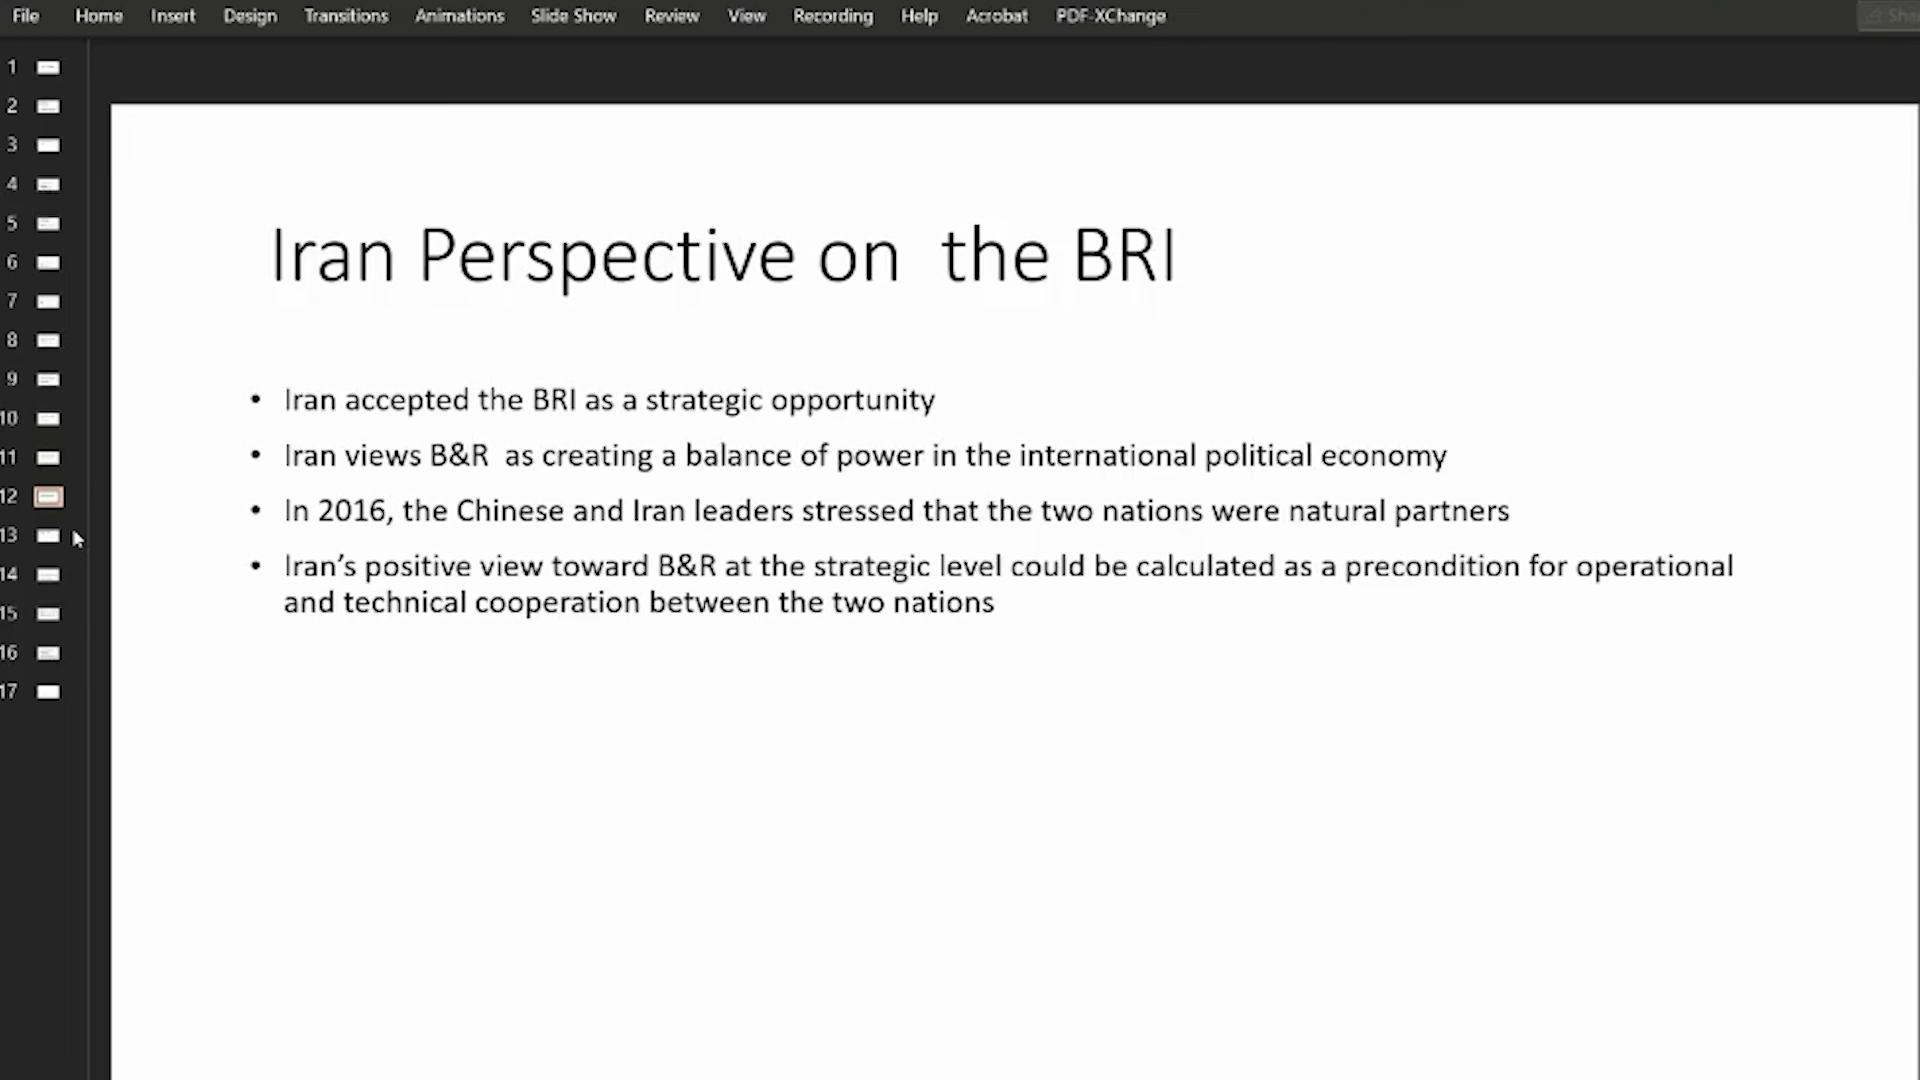 File Home Insert Design Transitions Animations Slide Show Review View Recording Help Acrobat PDF-XChange
1
2
3
4
5
6
7
8
9
10
11
12
13
14
15
16
17
Iran Perspective on  the BRI
• Iran accepted the BRI as a strategic opportunity
• Iran views B&R  as creating a balance of power in the international political economy
• In 2016, the Chinese and Iran leaders stressed that the two nations were natural partners
• Iran’s positive view toward B&R at the strategic level could be calculated as a precondition for operational
and technical cooperation between the two nations